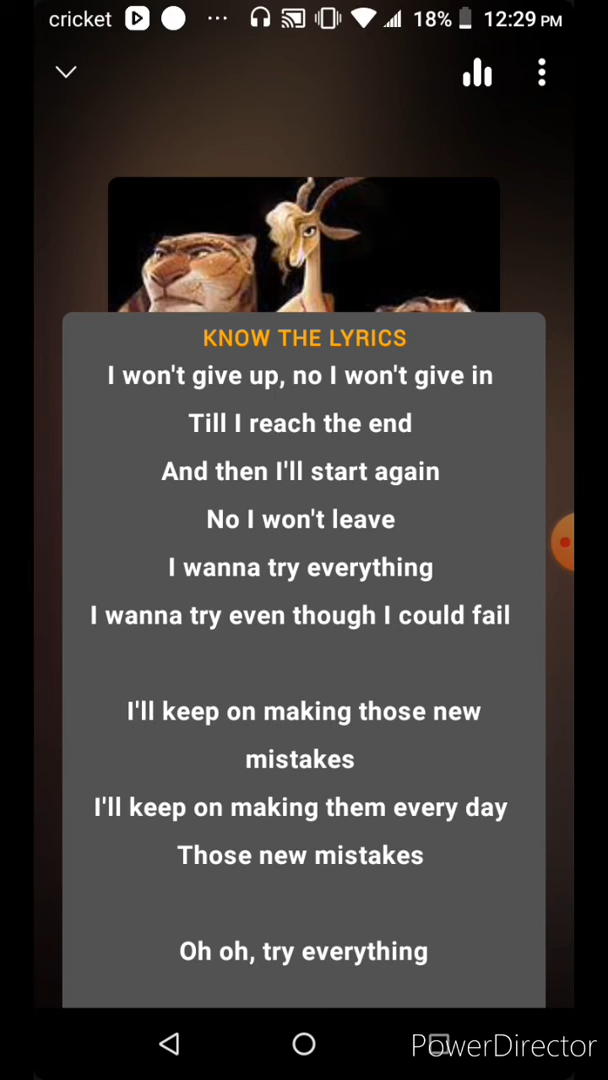 cricket 18% 12:29 PM
KNOW THE LYRICS
I won't give up, no I won't give in
Till I reach the end
And then I'll start again
No I won't leave
I wanna try everything
I wanna try even though I could fail
I'll keep on making those new
mistakes
I'll keep on making them every day
Those new mistakes
Oh oh, try everything
PowerDirector